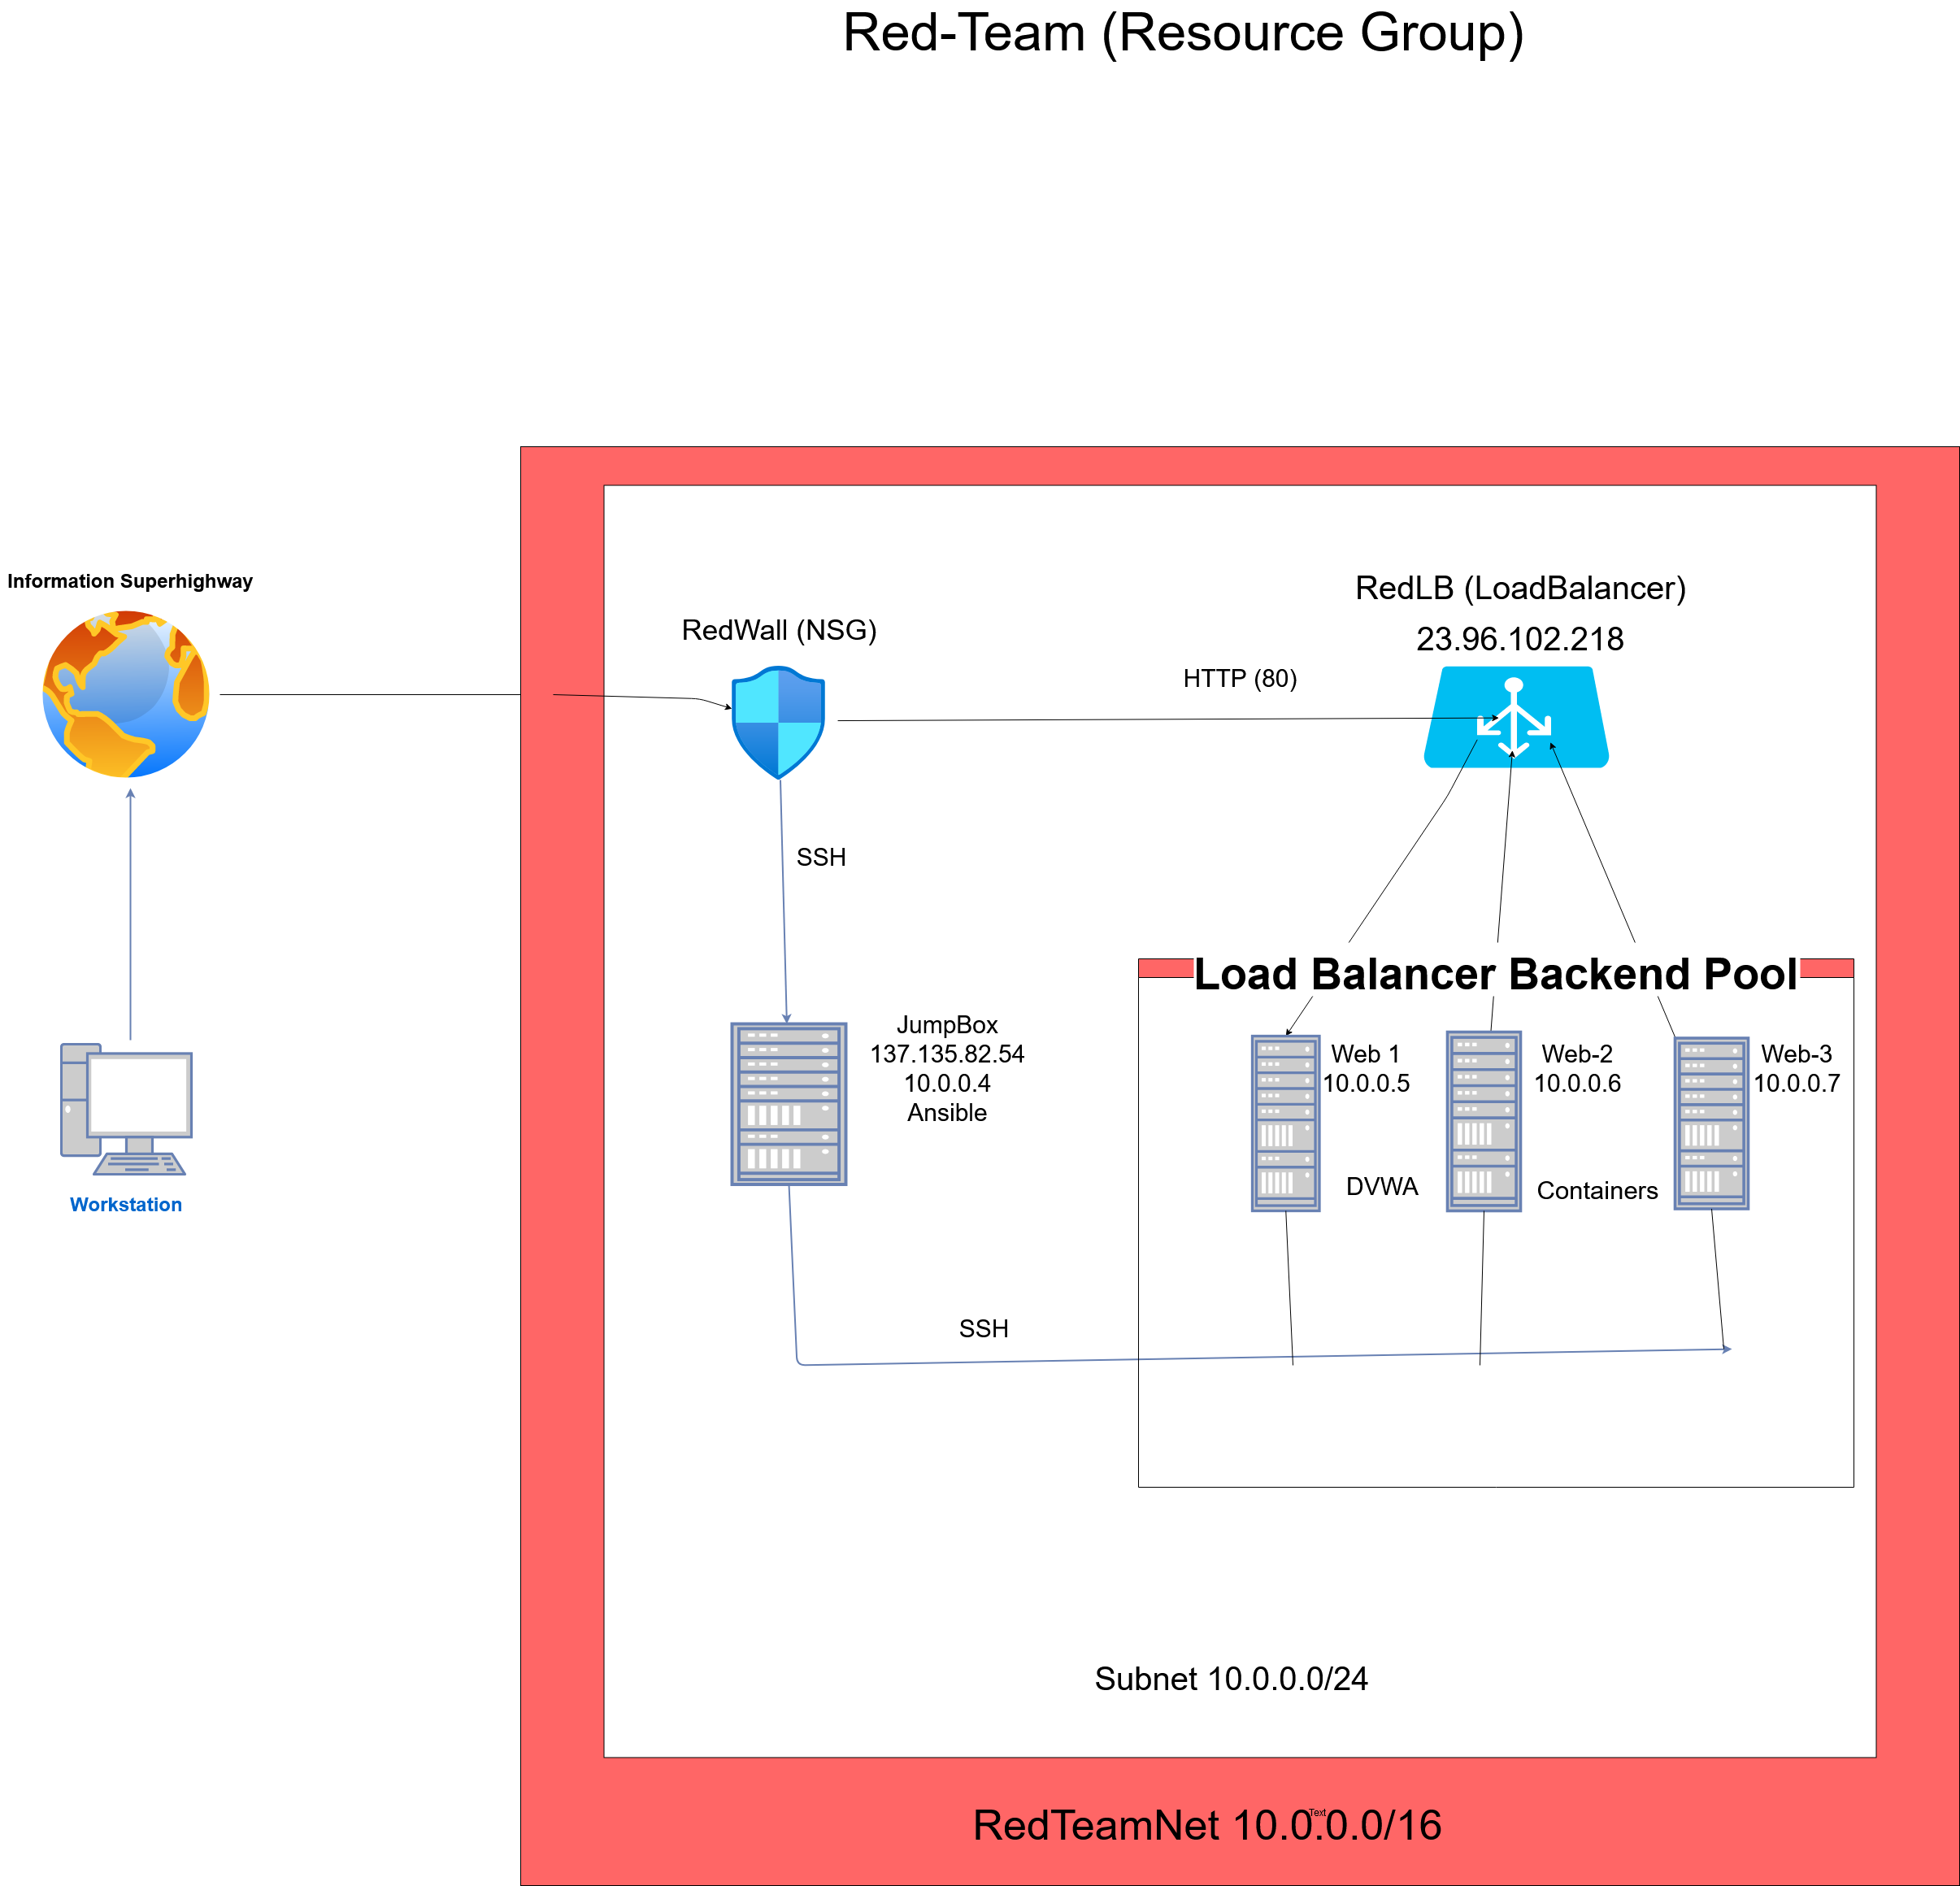 Red-Team (Resource Group)
Information Superhighway
Workstation
RedWall (NSG)
RedLB (LoadBalancer)
23.96.102.218
HTTP (80)
SSH
JumpBox
137.135.82.54
10.0.0.4
Ansible
Load Balancer Backend Pool
Web 1
10.0.0.5
Web-2
10.0.0.6
Web-3
10.0.0.7
DVWA
Containers
SSH
Subnet 10.0.0.0/24
RedTeamNet 10.0.0.0/16
Text